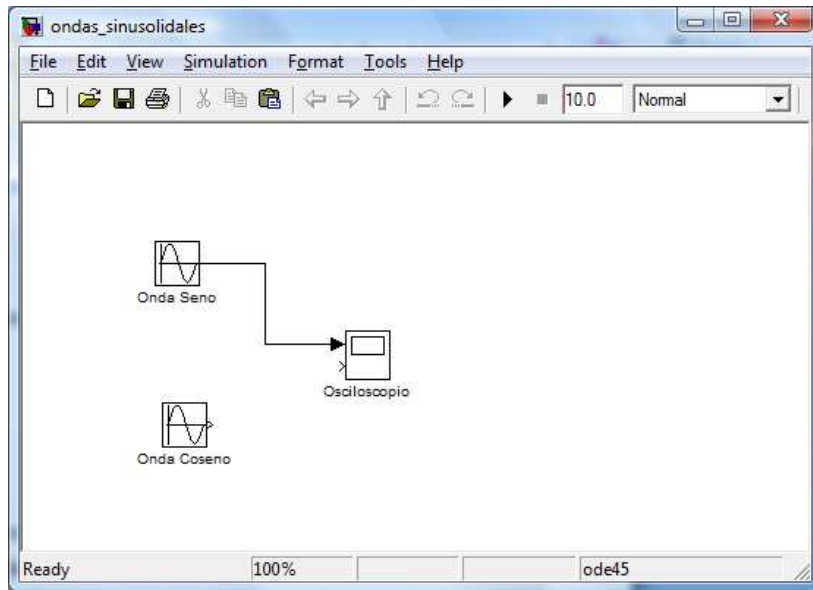 ondas_sinusolidales
File Edit View Simulation Format Tools Help
10.0 Normal
Onda Seno
Osciloscopio
Onda Coseno
Ready 100% ode45